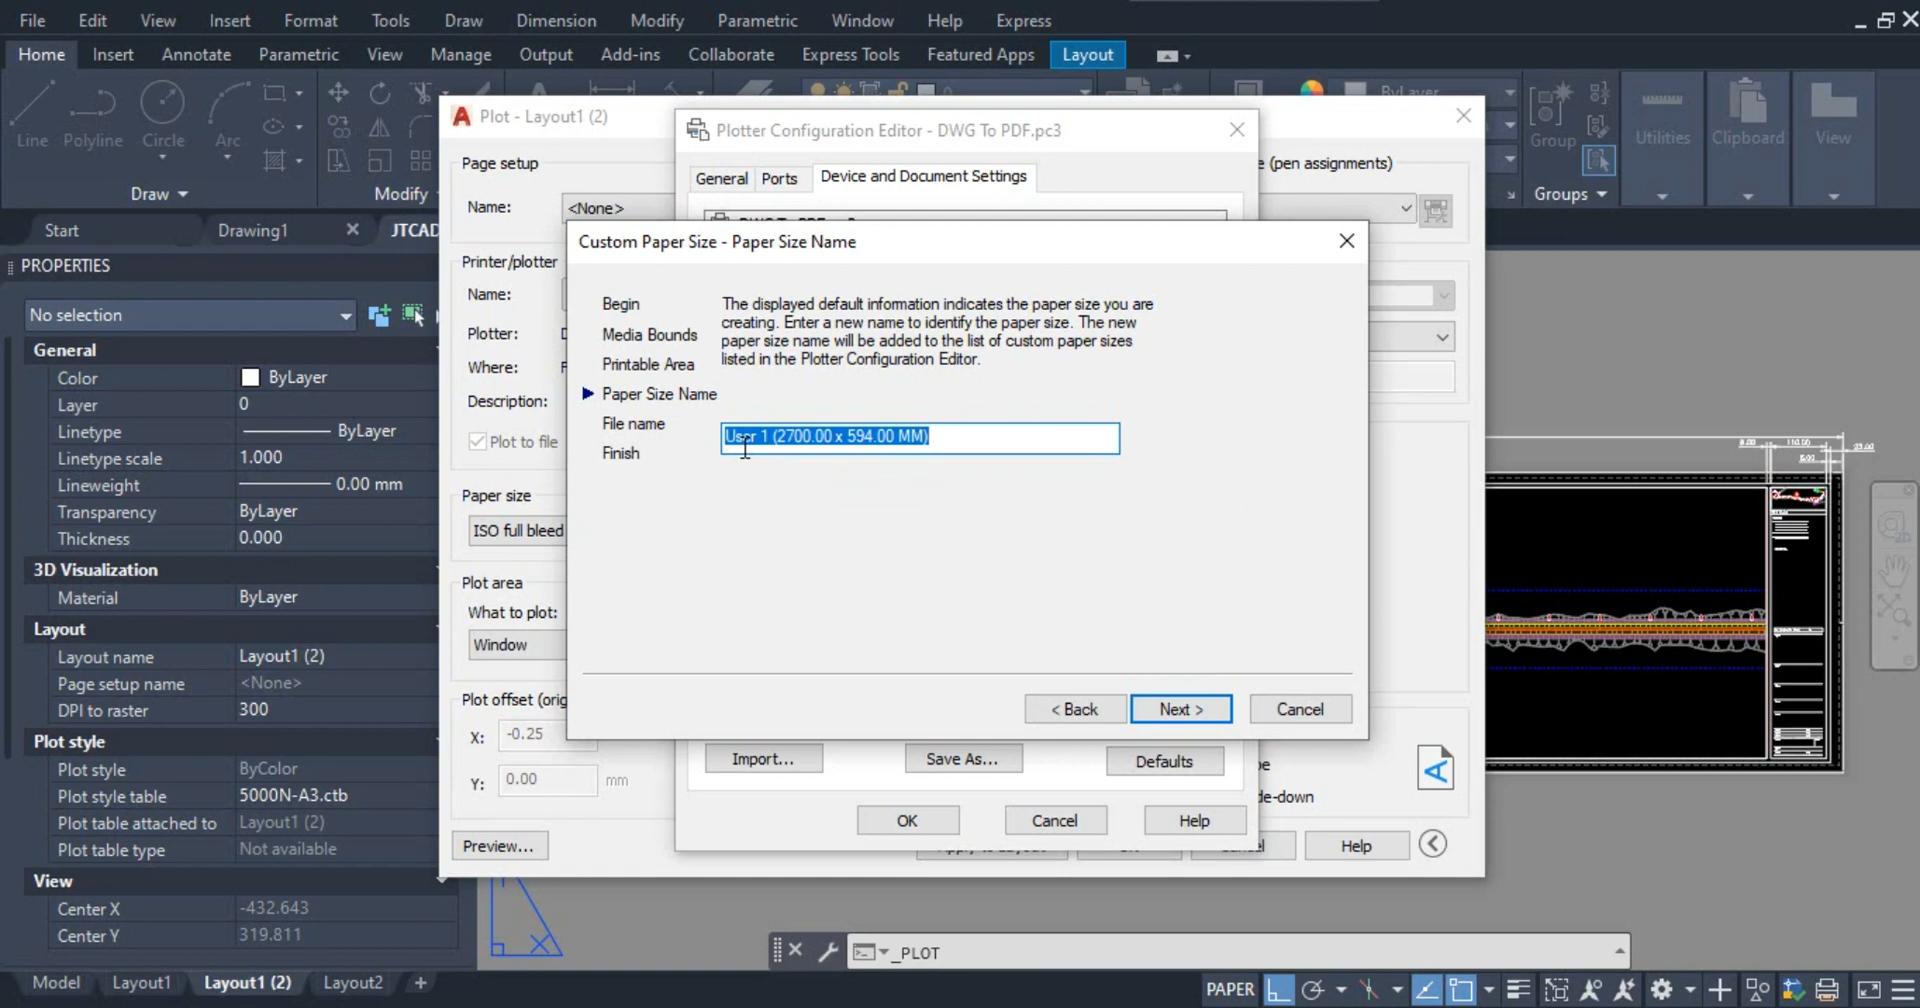 File Edit View Insert Format Tools Draw Dimension Modify Parametric Window Help Express
Home Insert Annotate Parametric View Manage Output Add-ins Collaborate Express Tools Featured Apps Layout
Line Polyline Circle Arc
Draw
Modify
ByLayer
Group
Groups
Utilities
Clipboard
View
Start Drawing1 JTCAD
PROPERTIES
No selection
General
Color ByLayer
Layer 0
Linetype ByLayer
Linetype scale 1.000
Lineweight 0.00 mm
Transparency ByLayer
Thickness 0.000
3D Visualization
Material ByLayer
Layout
Layout name Layout1 (2)
Page setup name <None>
DPI to raster 300
Plot style
Plot style ByColor
Plot style table 5000N-A3.ctb
Plot table attached to Layout1 (2)
Plot table type Not available
View
Center X -432.643
Center Y 319.811
Plot - Layout1 (2)
Page setup
Name: <None>
Printer/plotter
Name:
Plotter:
Where:
Description:
Plot to file
Paper size
ISO full bleed
Plot area
What to plot:
Window
Plot offset (orig
X: -0.25
Y: 0.00 mm
Preview...
e (pen assignments)
de-down
Help
Plotter Configuration Editor - DWG To PDF.pc3
General Ports Device and Document Settings
Custom Paper Size - Paper Size Name
Begin
Media Bounds
Printable Area
Paper Size Name
File name
Finish
The displayed default information indicates the paper size you are
creating. Enter a new name to identify the paper size. The new
paper size name will be added to the list of custom paper sizes
listed in the Plotter Configuration Editor.
User 1 (2700.00 x 594.00 MM)
< Back Next > Cancel
Import... Save As... Defaults
OK Cancel Help
_PLOT
Model Layout1 Layout1 (2) Layout2 +
PAPER